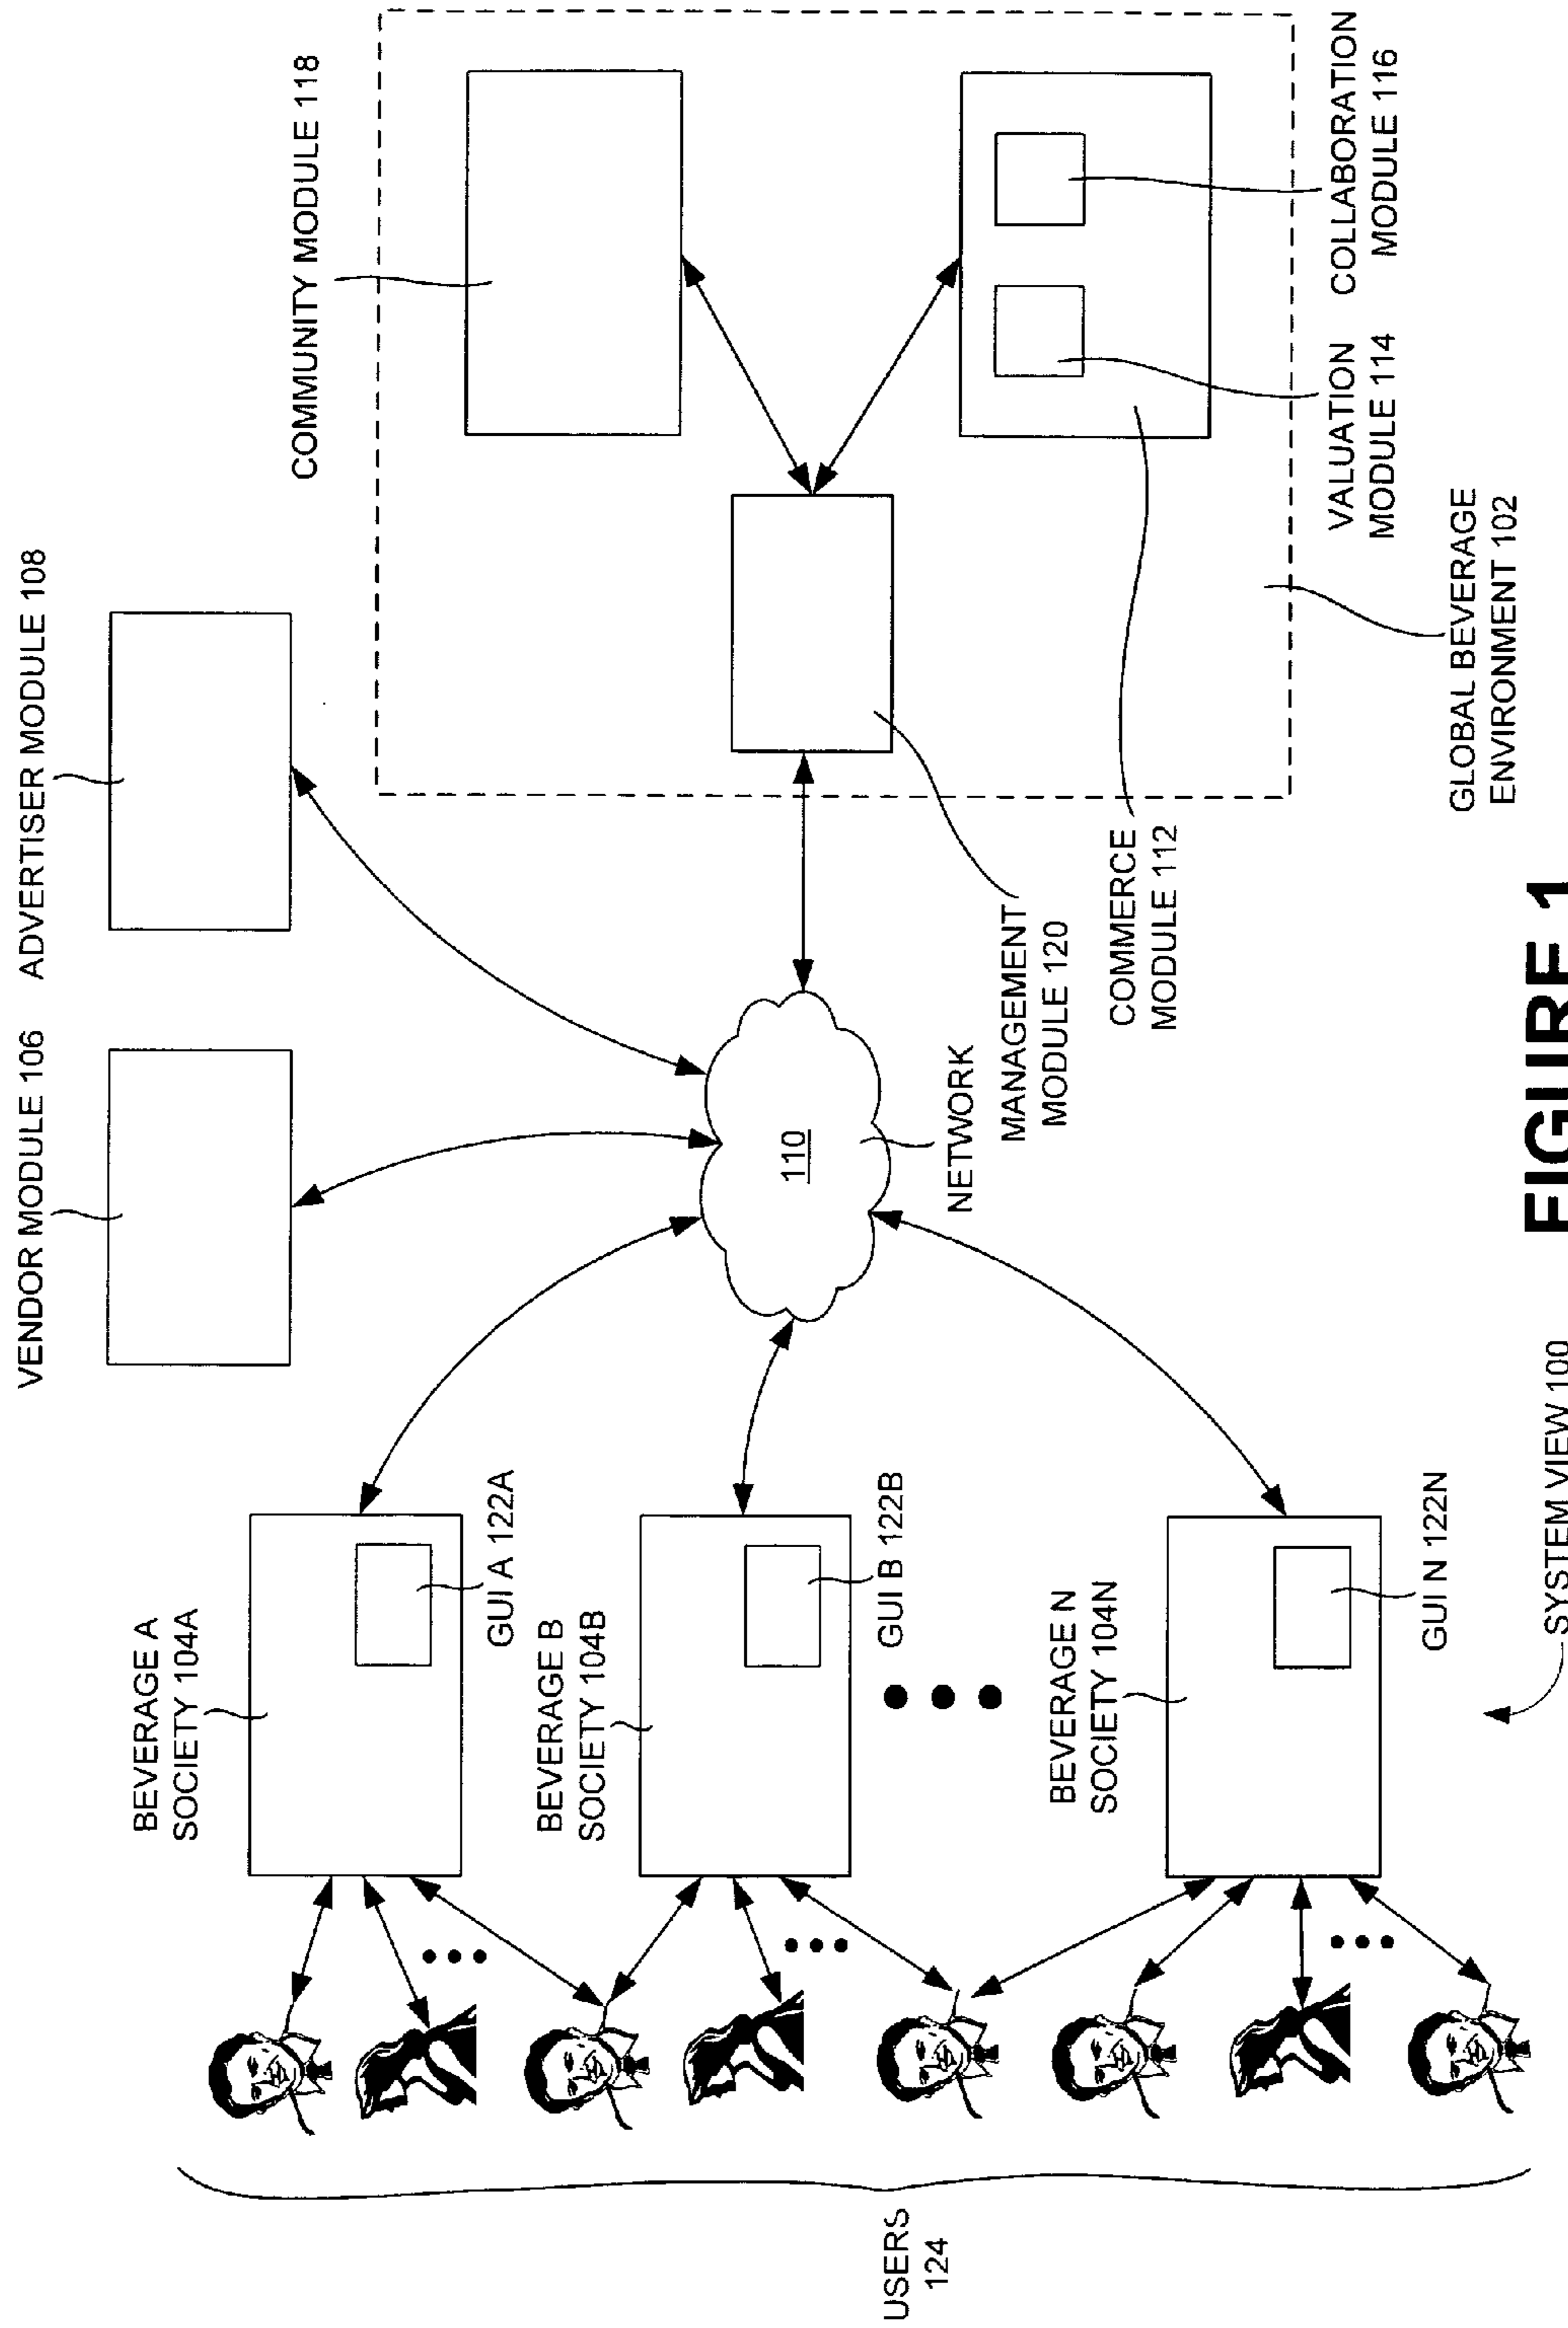 VENDOR MODULE 106
ADVERTISER MODULE 108
COMMUNITY MODULE 118
BEVERAGE A
SOCIETY 104A
GUI A 122A
BEVERAGE B
SOCIETY 104B
GUI B 122B
BEVERAGE N
SOCIETY 104N
GUI N 122N
USERS
124
110
NETWORK
MANAGEMENT
MODULE 120
COMMERCE
MODULE 112
VALUATION
MODULE 114
COLLABORATION
MODULE 116
GLOBAL BEVERAGE
ENVIRONMENT 102
SYSTEM VIEW 100
FIGURE 1